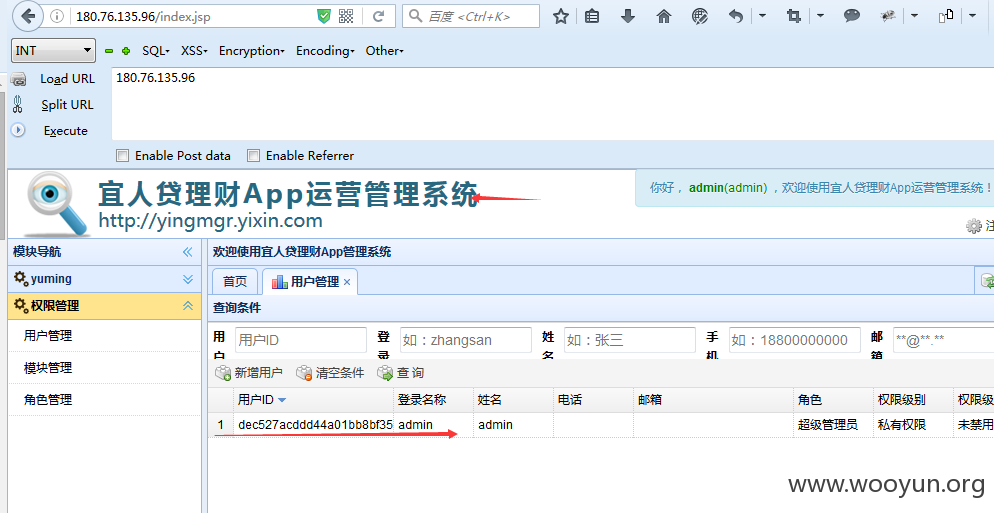 180.76.135.96/index.jsp
百度 <Ctrl+K>
INT
SQL- XSS- Encryption- Encoding- Other-
Load URL
180.76.135.96
Split URL
Execute
Enable Post data Enable Referrer
宜人贷理财App运营管理系统
http://yingmgr.yixin.com
你好， admin(admin) ，欢迎使用宜人贷理财App运营管理系统！
模块导航
欢迎使用宜人贷理财App管理系统
yuming
首页 用户管理
权限管理
查询条件
用户管理
用户ID
登录
如：zhangsan
姓名
如：张三
手机
如：18800000000
邮箱
**@**.**
模块管理
新增用户 清空条件 查 询
角色管理
用户ID 登录名称 姓名 电话 邮箱 角色 权限级别
1 dec527acddd44a01bb8bf35 admin admin 超级管理员 私有权限 未禁用
www.wooyun.org